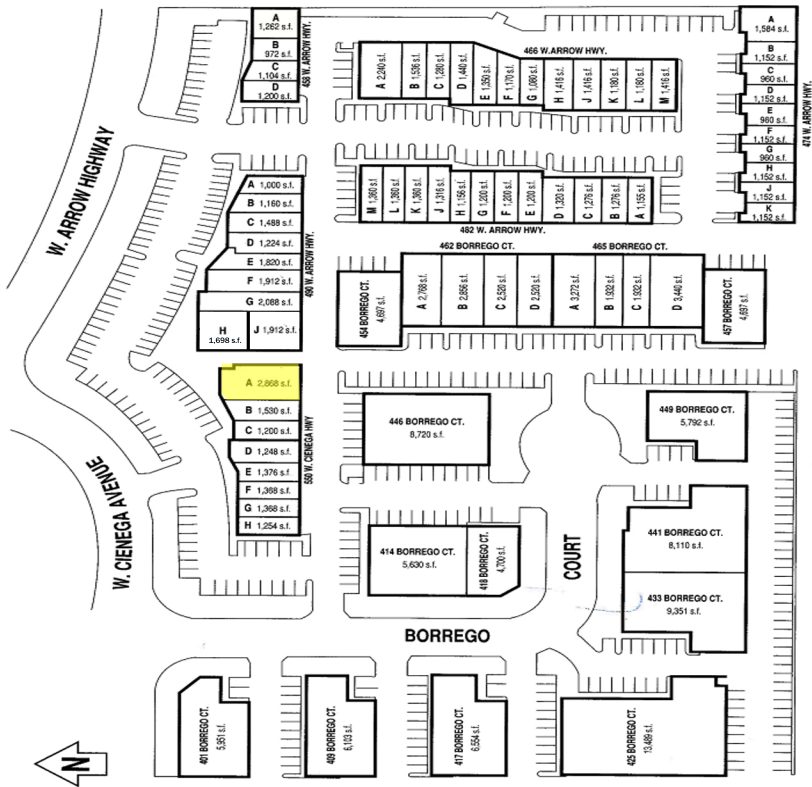 A
1,262 s.f.
B
972 s.f.
C
1,104 s.f.
D
1,200 s.f.
458 W. ARROW HWY.
466 W. ARROW HWY.
A 2,240 s.f.
B 1,536 s.f.
C 1,280 s.f.
D 1,440 s.f.
E 1,350 s.f.
F 1,170 s.f.
G 1,080 s.f.
H 1,416 s.f.
J 1,416 s.f.
K 1,180 s.f.
L 1,180 s.f.
M 1,416 s.f.
A
1,584 s.f.
B
1,152 s.f.
C
960 s.f.
D
1,152 s.f.
E
960 s.f.
F
1,152 s.f.
G
960 s.f.
H
1,152 s.f.
J
1,152 s.f.
K
1,152 s.f.
474 W. ARROW HWY.
W. ARROW HIGHWAY
M 1,360 s.f.
L 1,360 s.f.
K 1,360 s.f.
J 1,316 s.f.
H 1,156 s.f.
G 1,200 s.f.
F 1,200 s.f.
E 1,200 s.f.
D 1,320 s.f.
C 1,276 s.f.
B 1,276 s.f.
A 1,155 s.f.
482 W. ARROW HWY.
A 1,000 s.f.
B 1,160 s.f.
C 1,488 s.f.
D 1,224 s.f.
E 1,820 s.f.
F 1,912 s.f.
G 2,088 s.f.
H
1,698 s.f.
J 1,912 s.f.
490 W. ARROW HWY.
462 BORREGO CT.
465 BORREGO CT.
454 BORREGO CT.
4,697 s.f.
A 2,768 s.f.
B 2,856 s.f.
C 2,520 s.f.
D 2,520 s.f.
A 3,272 s.f.
B 1,932 s.f.
C 1,932 s.f.
D 3,440 s.f.
457 BORREGO CT.
4,697 s.f.
A 2,868 s.f.
B 1,530 s.f.
C 1,200 s.f.
D 1,248 s.f.
E 1,376 s.f.
F 1,368 s.f.
G 1,368 s.f.
H 1,254 s.f.
550 W. CIENEGA HWY
446 BORREGO CT.
8,720 s.f.
449 BORREGO CT.
5,792 s.f.
W. CIENEGA AVENUE
414 BORREGO CT.
5,630 s.f.
418 BORREGO CT.
4,700 s.f.
COURT
441 BORREGO CT.
8,110 s.f.
433 BORREGO CT.
9,351 s.f.
BORREGO
401 BORREGO CT.
5,951 s.f.
409 BORREGO CT.
6,103 s.f.
417 BORREGO CT.
6,554 s.f.
425 BORREGO CT.
13,489 s.f.
N